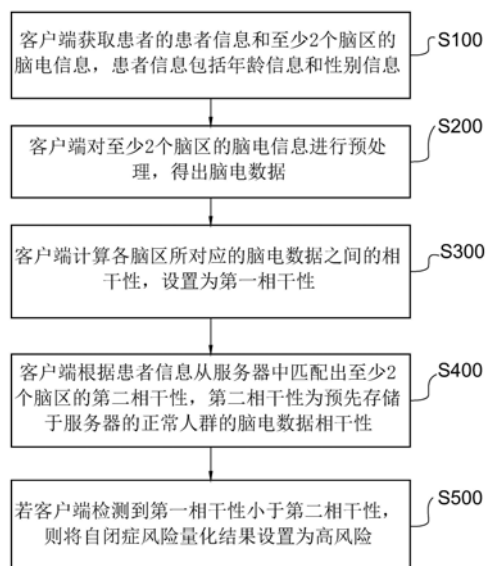 客户端获取患者的患者信息和至少2个脑区的
脑电信息，患者信息包括年龄信息和性别信息
S100
客户端对至少2个脑区的脑电信息进行预处
理，得出脑电数据
S200
客户端计算各脑区所对应的脑电数据之间的相
干性，设置为第一相干性
S300
客户端根据患者信息从服务器中匹配出至少2
个脑区的第二相干性，第二相干性为预先存储
于服务器的正常人群的脑电数据相干性
S400
若客户端检测到第一相干性小于第二相干性，
则将自闭症风险量化结果设置为高风险
S500